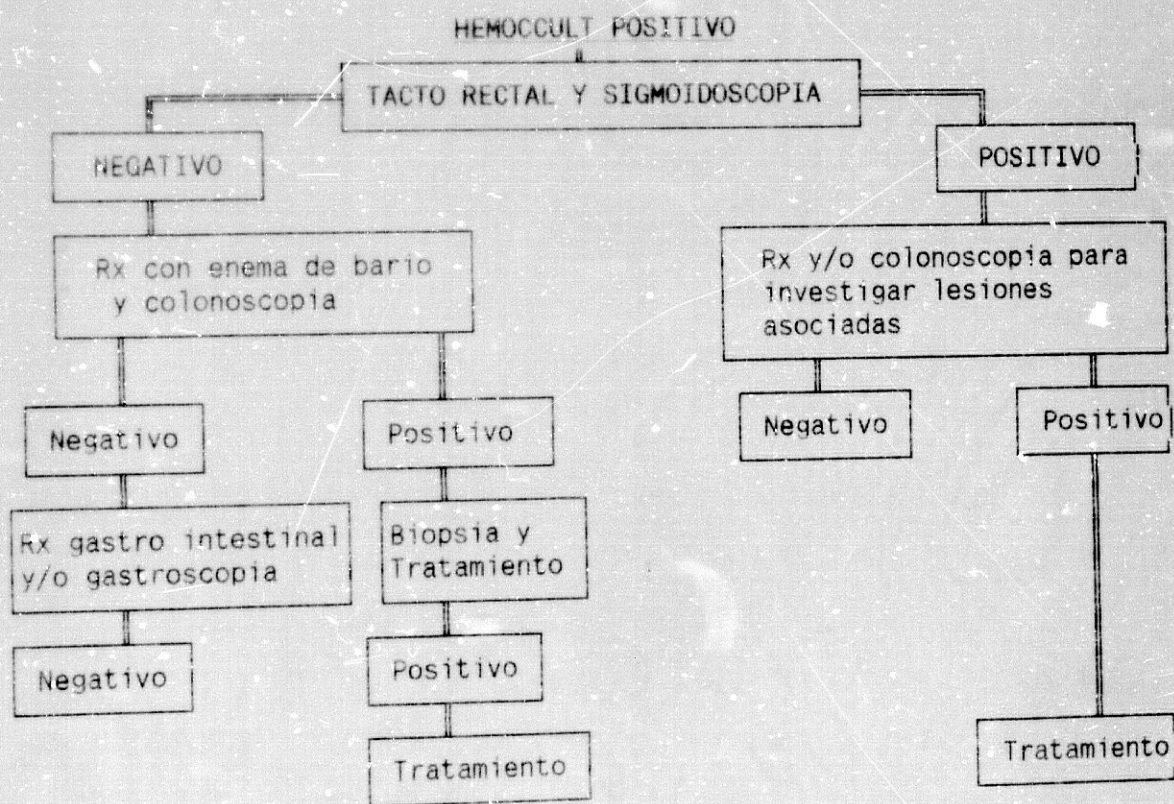 HEMOCCULT POSITIVO
TACTO RECTAL Y SIGMOIDOSCOPIA
NEGATIVO
POSITIVO
Rx con enema de bario
y colonoscopia
Rx y/o colonoscopia para
investigar lesiones
asociadas
Negativo
Positivo
Negativo
Positivo
Rx gastro intestinal
y/o gastroscopia
Biopsia y
Tratamiento
Negativo
Positivo
Tratamiento
Tratamiento